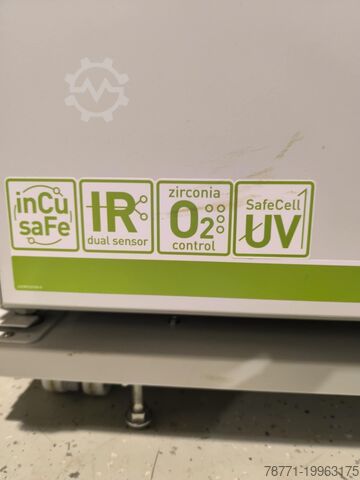 inCu
saFe
IR
dual sensor
zirconia
O2
control
SafeCell
UV
78771-19963175